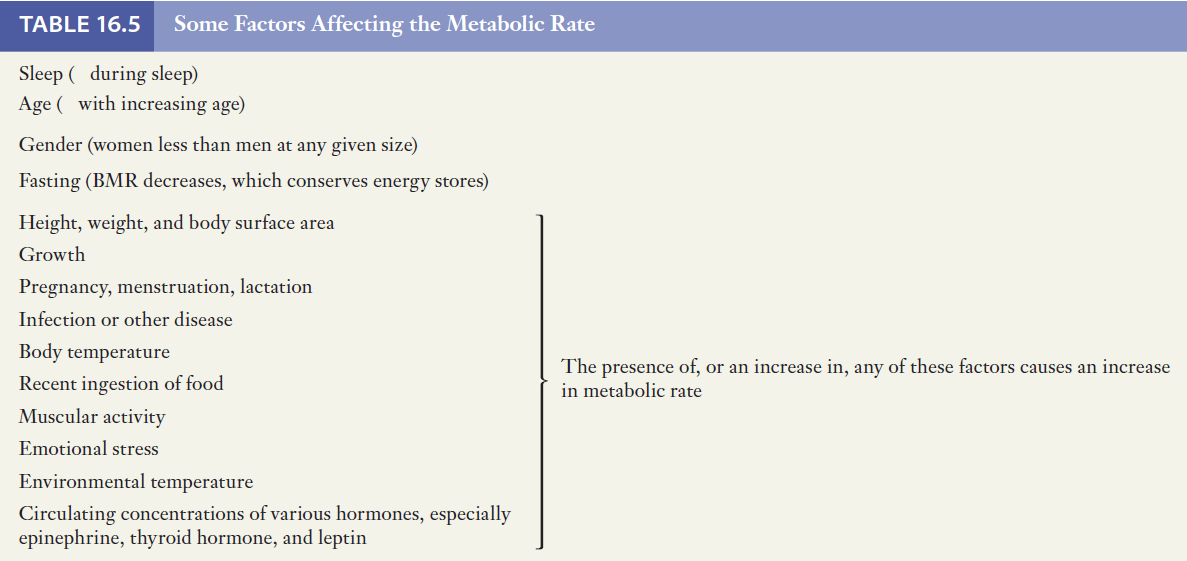 TABLE 16.5 Some Factors Affecting the Metabolic Rate
Sleep ( during sleep)
Age ( with increasing age)
Gender (women less than men at any given size)
Fasting (BMR decreases, which conserves energy stores)
Height, weight, and body surface area
Growth
Pregnancy, menstruation, lactation
Infection or other disease
Body temperature
Recent ingestion of food
Muscular activity
Emotional stress
Environmental temperature
Circulating concentrations of various hormones, especially
epinephrine, thyroid hormone, and leptin
The presence of, or an increase in, any of these factors causes an increase
in metabolic rate